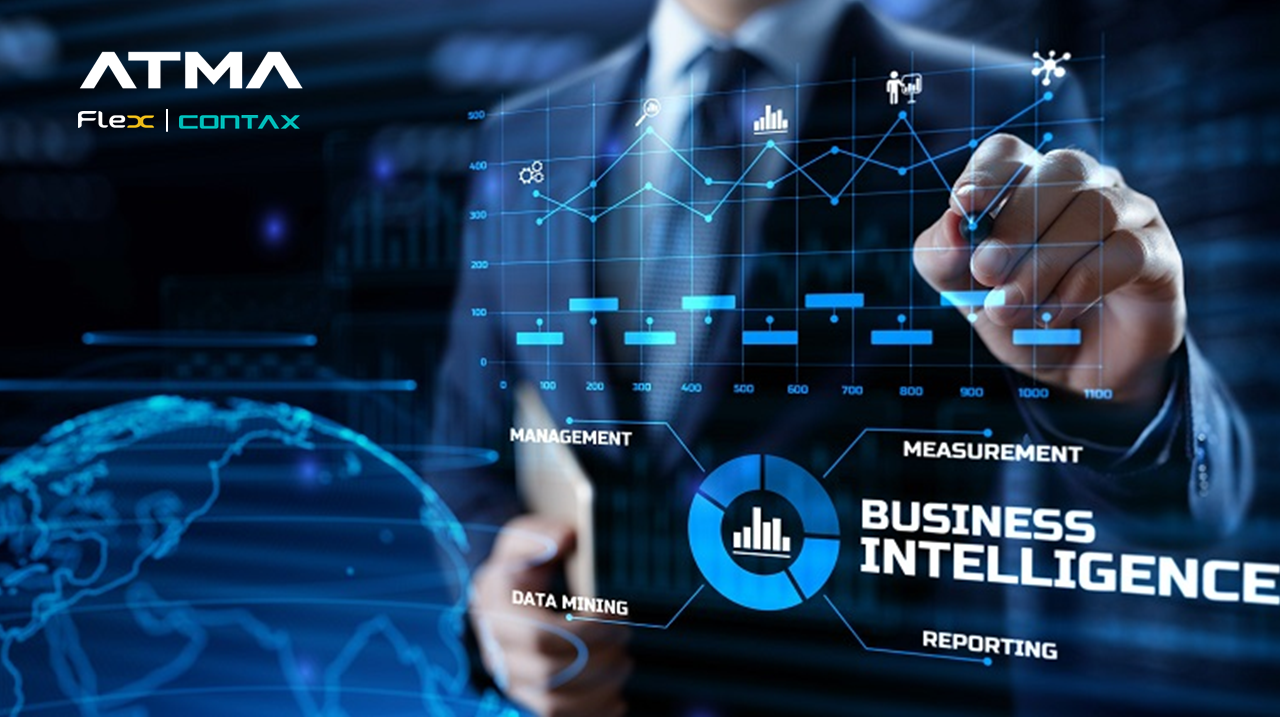 ATMA
Flex | CONTAX
500
400
300
200
100
0
0 100 200 300 400 500 600 700 800 900 1000 1100
MANAGEMENT
MEASUREMENT
BUSINESS
INTELLIGENCE
DATA MINING
REPORTING